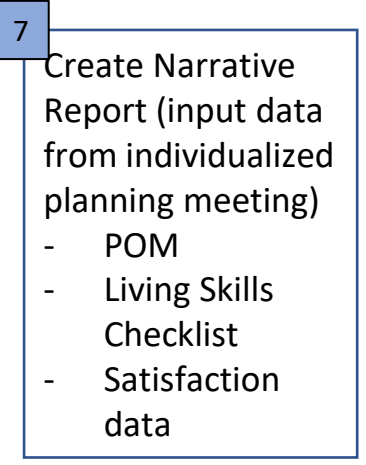 7
Create Narrative
Report (input data
from individualized
planning meeting)
- POM
- Living Skills
Checklist
- Satisfaction
data